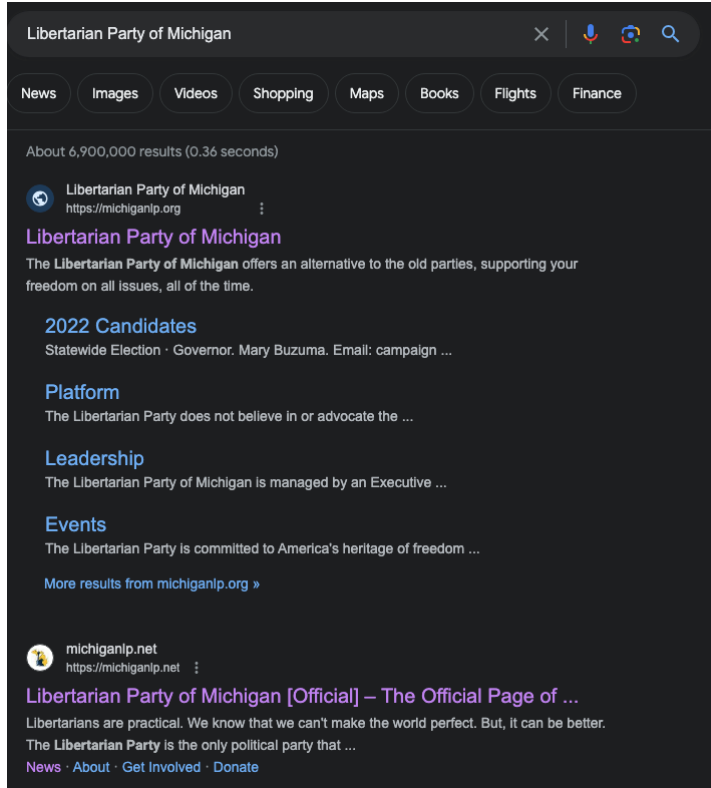 Libertarian Party of Michigan
News Images Videos Shopping Maps Books Flights Finance
About 6,900,000 results (0.36 seconds)
Libertarian Party of Michigan
https://michiganlp.org
Libertarian Party of Michigan
The Libertarian Party of Michigan offers an alternative to the old parties, supporting your
freedom on all issues, all of the time.
2022 Candidates
Statewide Election · Governor. Mary Buzuma. Email: campaign ...
Platform
The Libertarian Party does not believe in or advocate the ...
Leadership
The Libertarian Party of Michigan is managed by an Executive ...
Events
The Libertarian Party is committed to America's heritage of freedom ...
More results from michiganlp.org »
michiganlp.net
https://michiganlp.net
Libertarian Party of Michigan [Official] – The Official Page of ...
Libertarians are practical. We know that we can't make the world perfect. But, it can be better.
The Libertarian Party is the only political party that ...
News · About · Get Involved · Donate